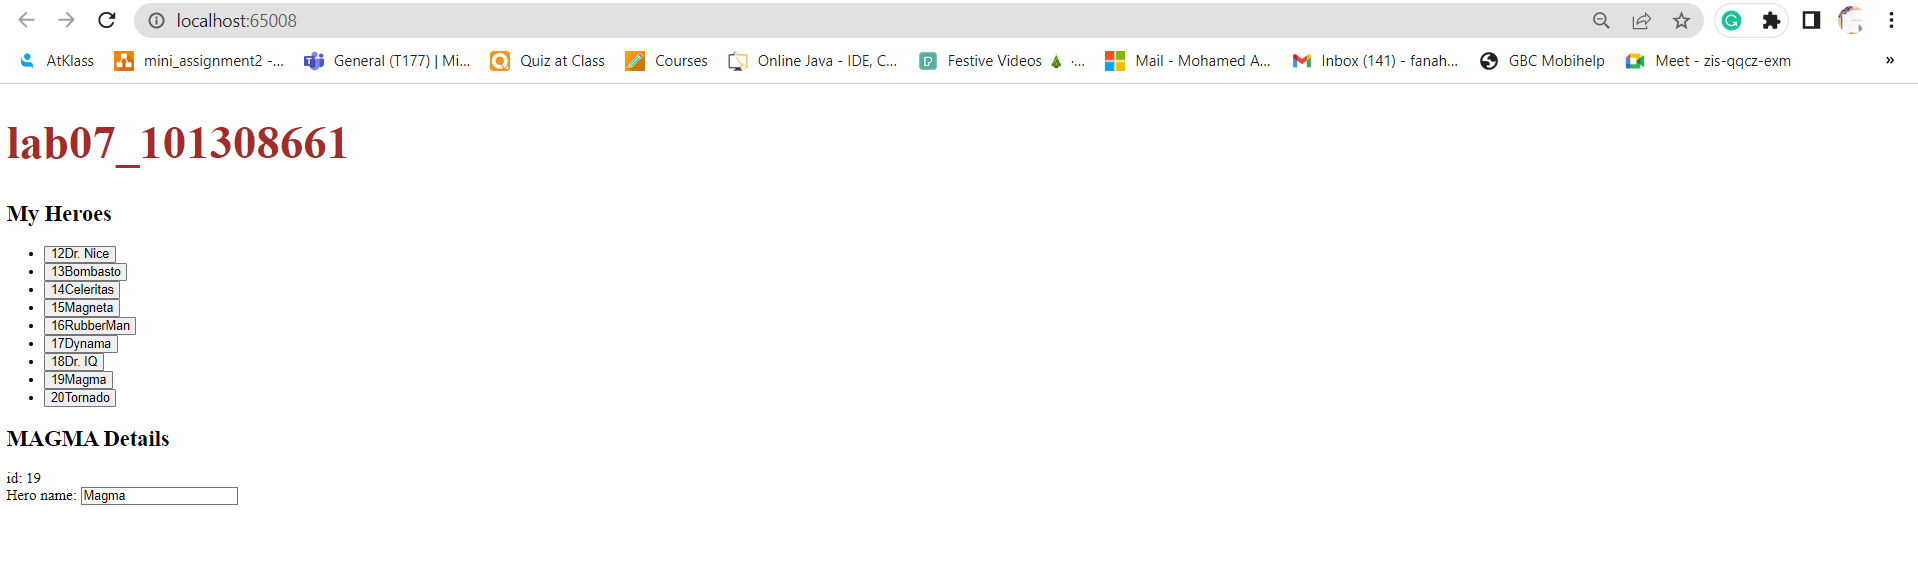 localhost:65008
AtKlass mini_assignment2 -... General (T177) | Mi... Quiz at Class Courses Online Java - IDE, C... Festive Videos 🎄 ·... Mail - Mohamed A... Inbox (141) - fanah... GBC Mobihelp Meet - zis-qqcz-exm »
lab07_101308661
My Heroes
12Dr. Nice
13Bombasto
14Celeritas
15Magneta
16RubberMan
17Dynama
18Dr. IQ
19Magma
20Tornado
MAGMA Details
id: 19
Hero name: Magma